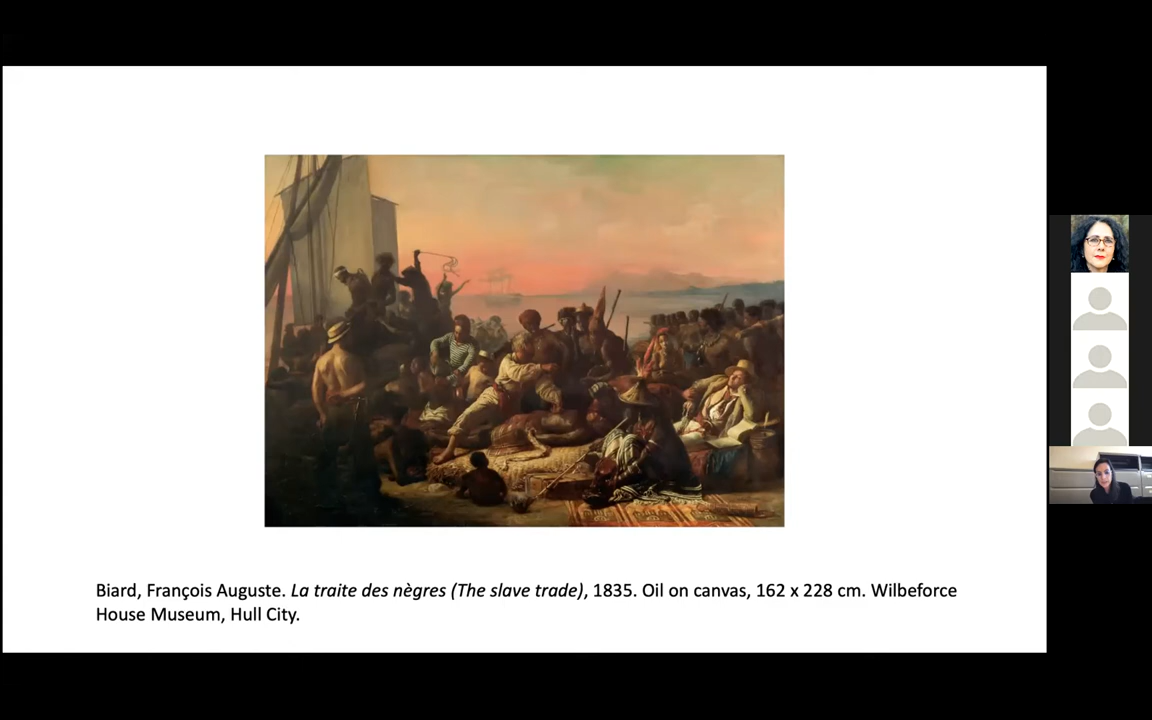 Biard, François Auguste. La traite des nègres (The slave trade), 1835. Oil on canvas, 162 x 228 cm. Wilbeforce
House Museum, Hull City.